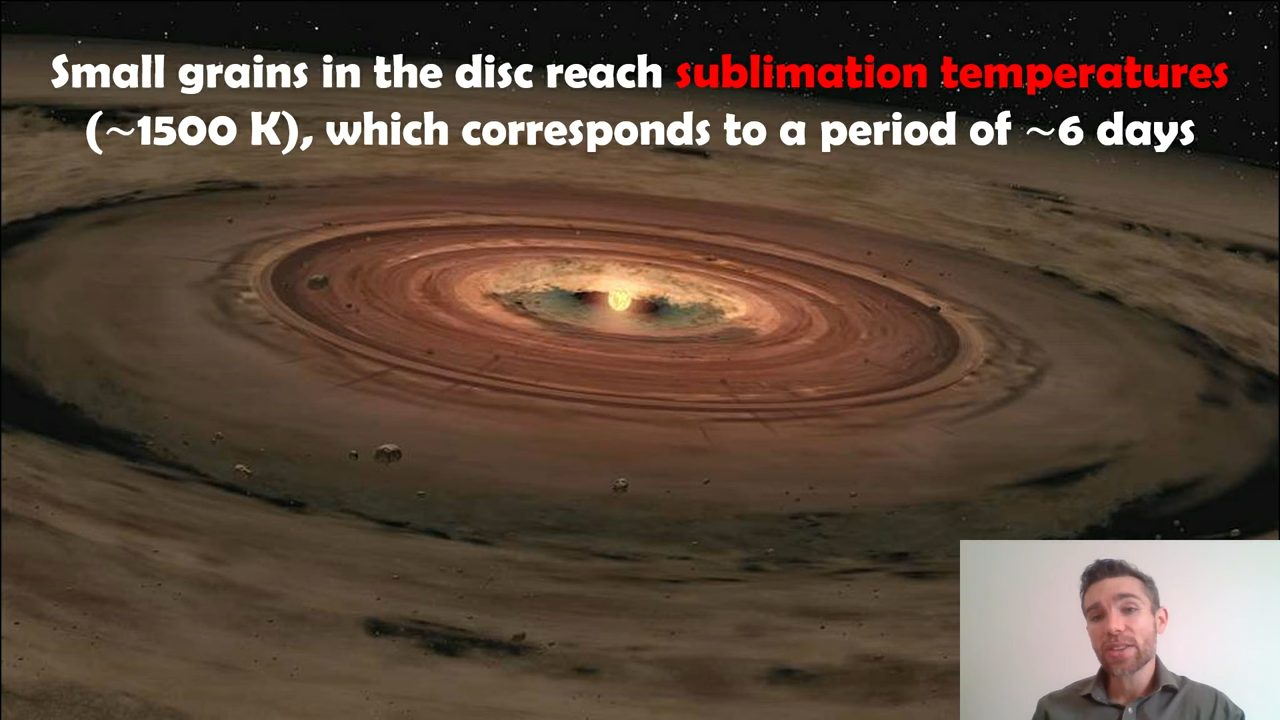 Small grains in the disc reach sublimation temperatures
(~1500 K), which corresponds to a period of ~6 days